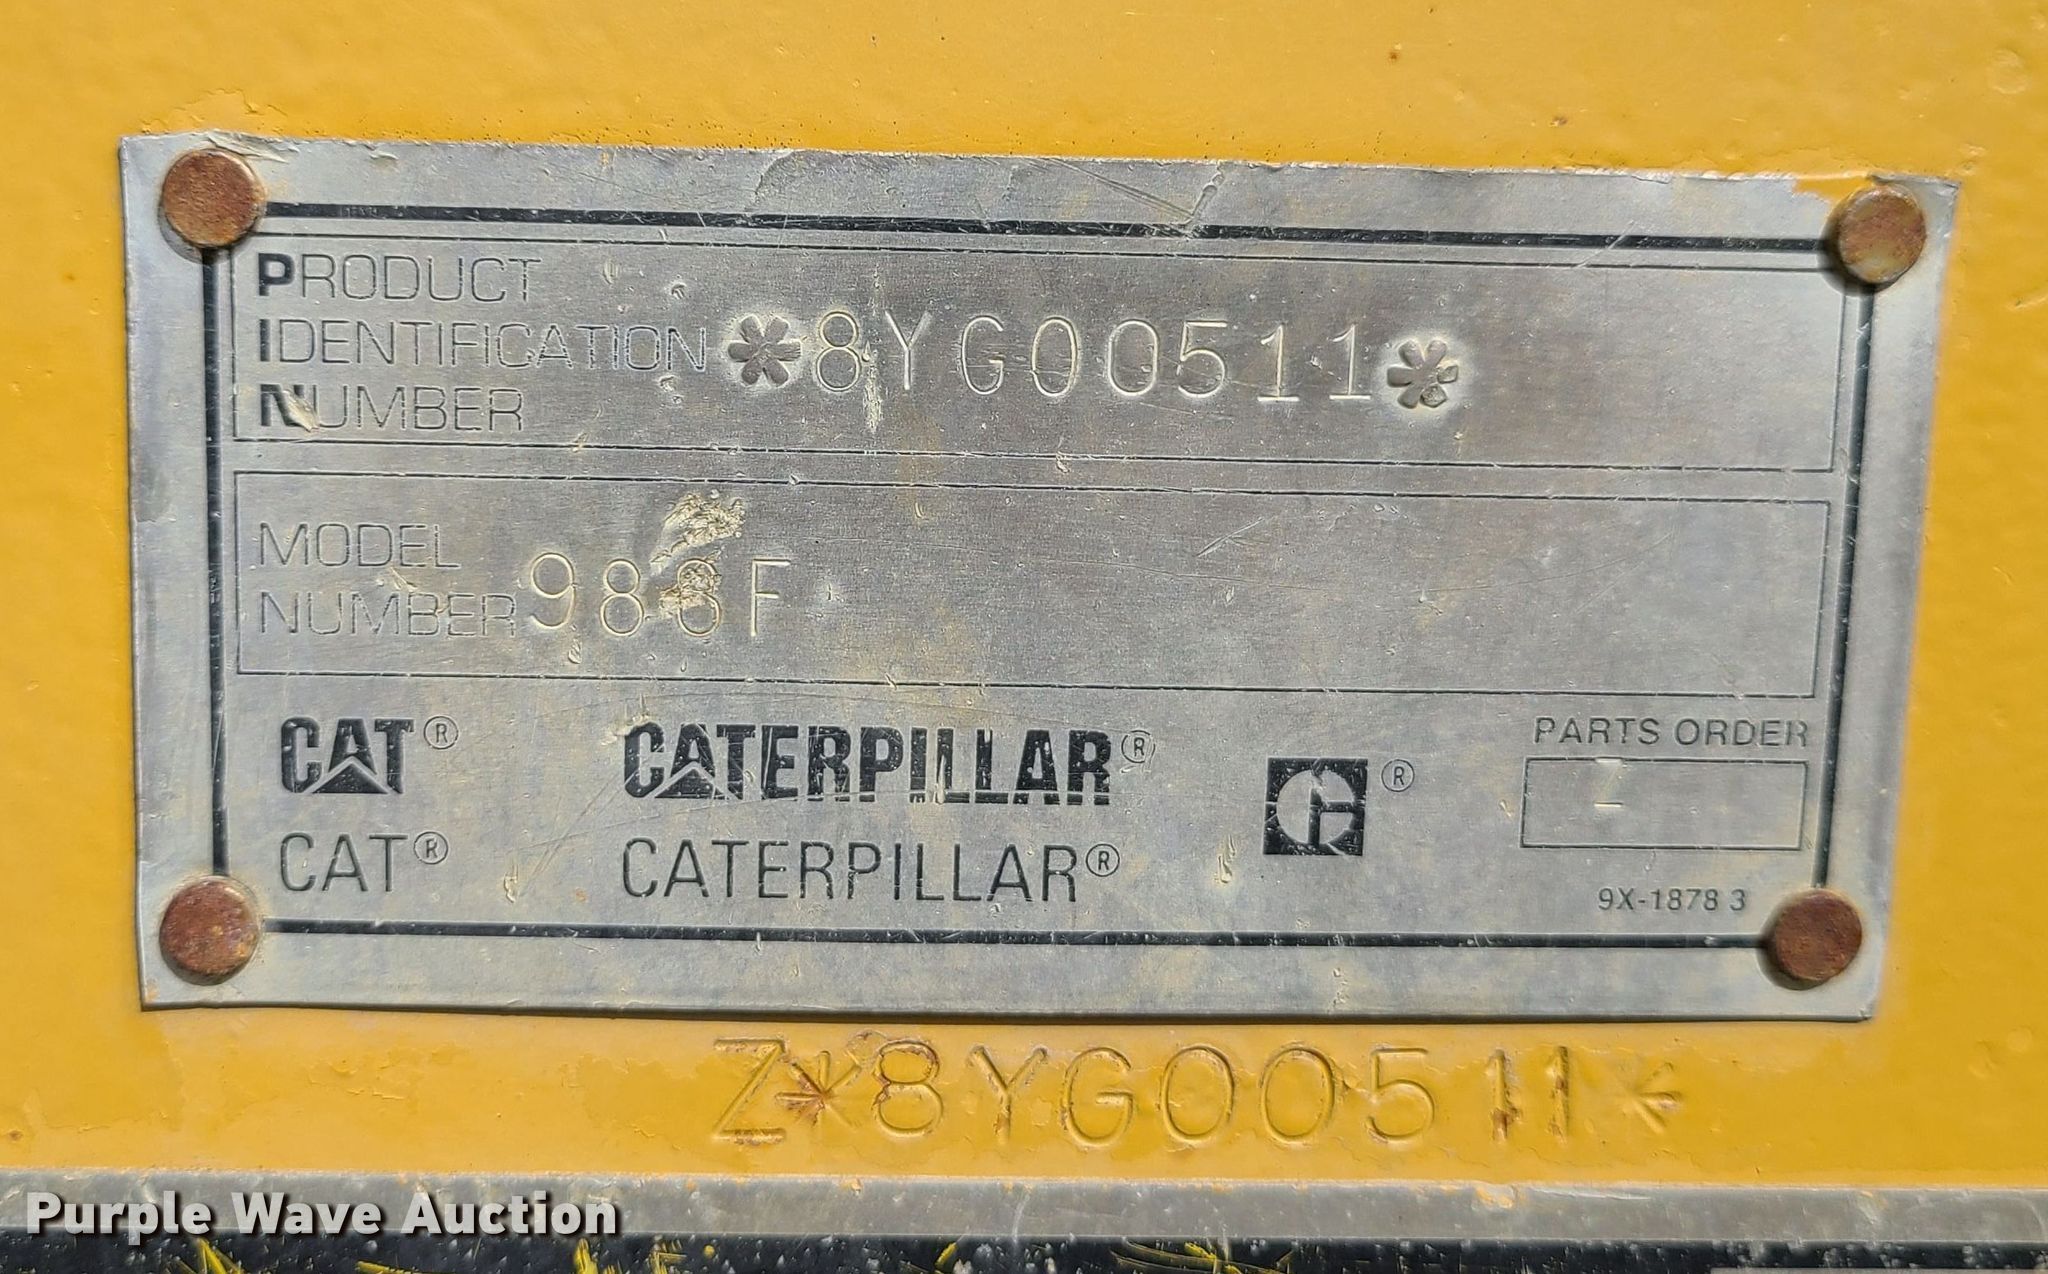 PRODUCT
IDENTIFICATION *8YG00511*
NUMBER
MODEL
NUMBER 988F
CAT® CATERPILLAR® ®
CAT® CATERPILLAR®
PARTS ORDER
Z
9X-1878 3
Z*8YG00511*
Purple Wave Auction